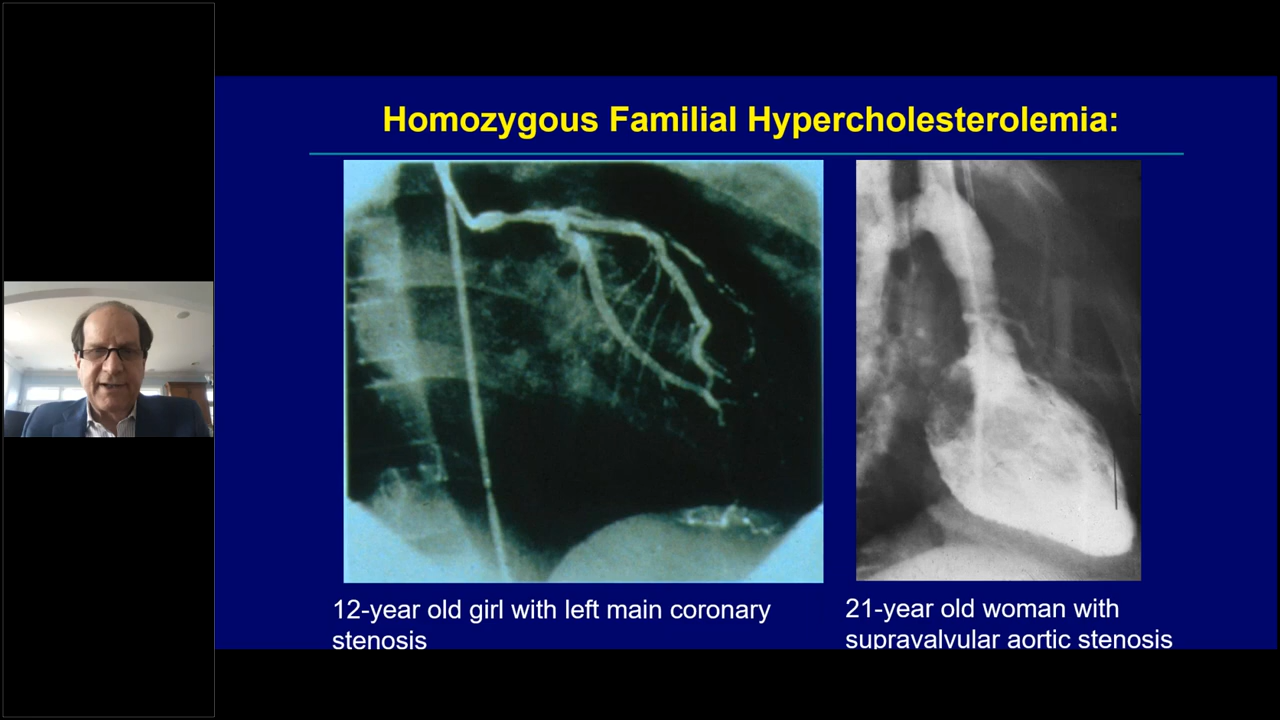 Homozygous Familial Hypercholesterolemia:
12-year old girl with left main coronary
stenosis
21-year old woman with
supravalvular aortic stenosis